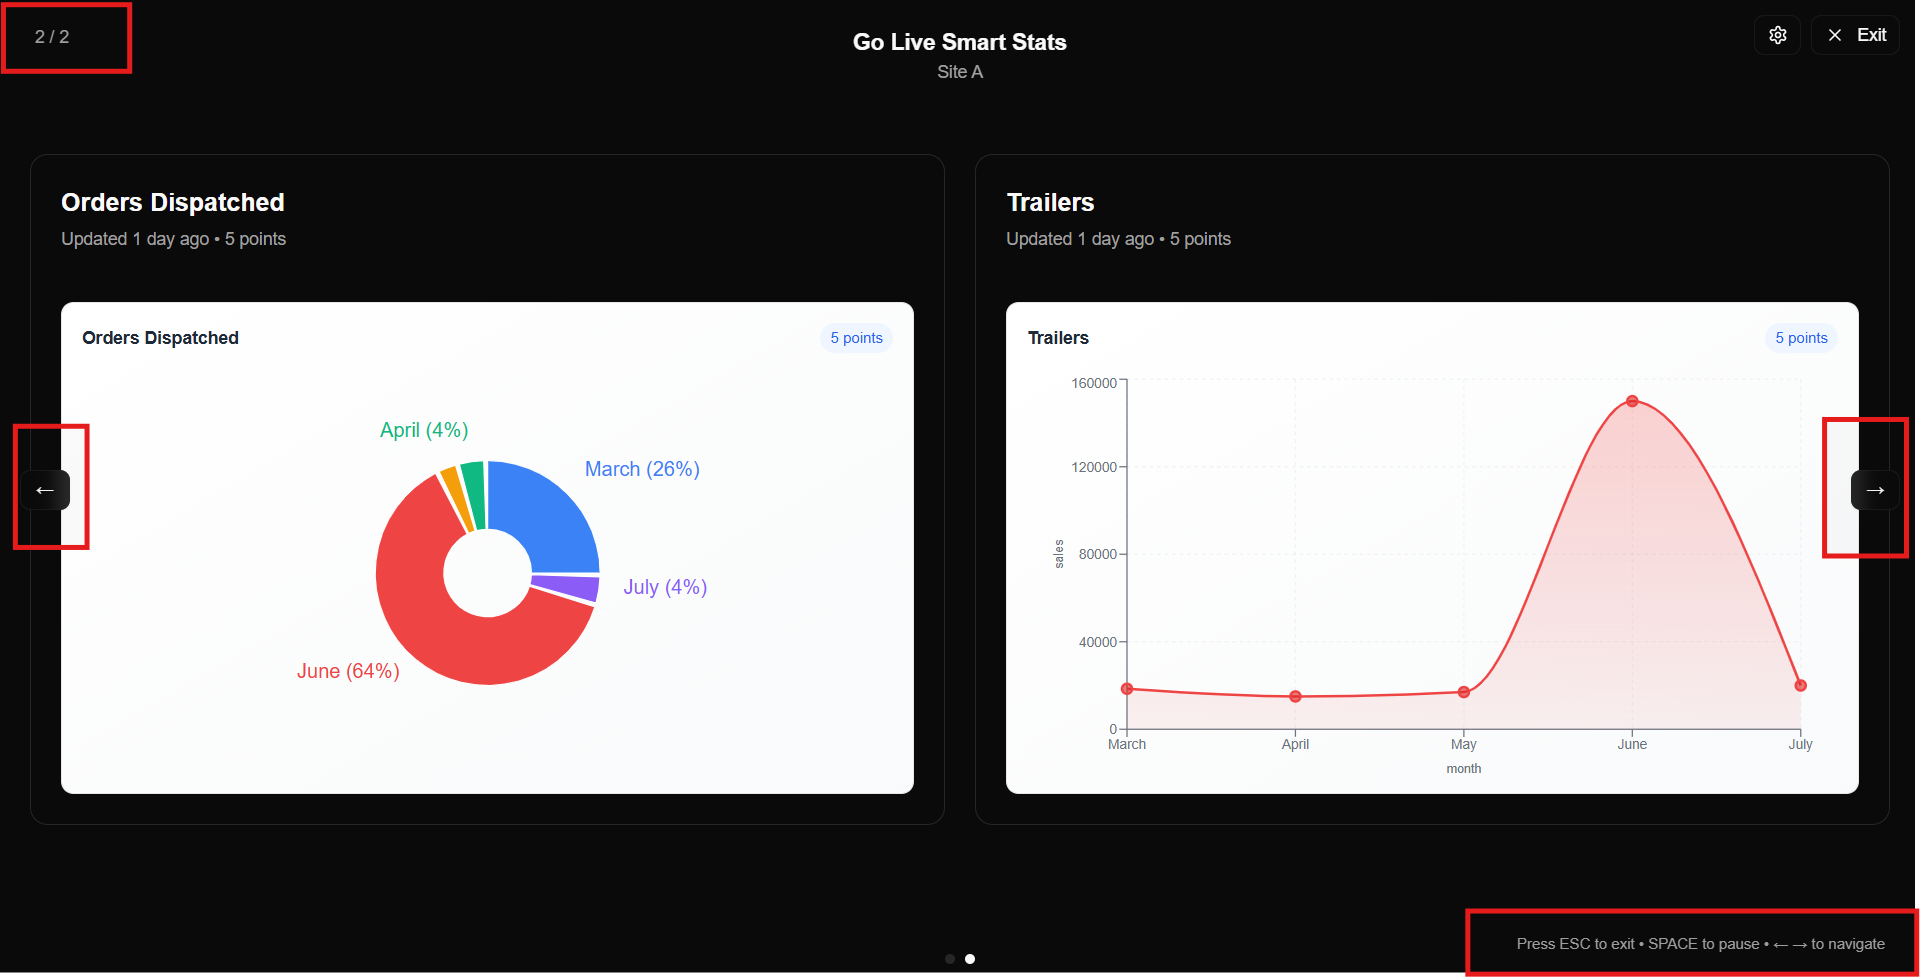 2 / 2
Go Live Smart Stats
Site A
Exit
Orders Dispatched
Updated 1 day ago • 5 points
Orders Dispatched
5 points
April (4%)
March (26%)
July (4%)
June (64%)
←
Trailers
Updated 1 day ago • 5 points
Trailers
5 points
160000
120000
80000
40000
0
sales
March April May June July
month
→
Press ESC to exit • SPACE to pause • ← → to navigate